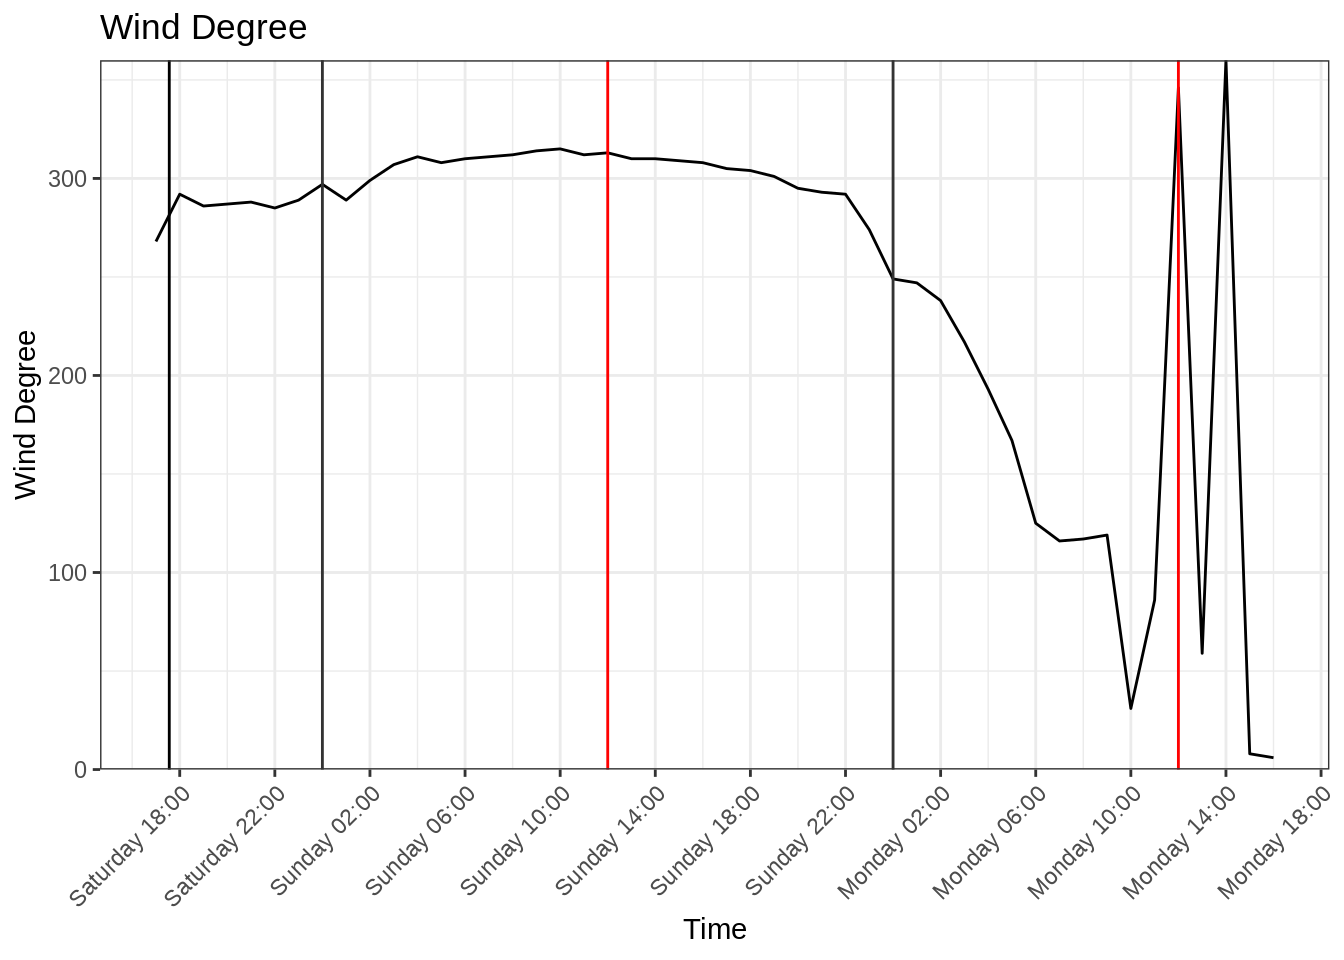 Wind Degree
Wind Degree
300
200
100
0
Saturday 18:00
Saturday 22:00
Sunday 02:00
Sunday 06:00
Sunday 10:00
Sunday 14:00
Sunday 18:00
Sunday 22:00
Monday 02:00
Monday 06:00
Monday 10:00
Monday 14:00
Monday 18:00
Time